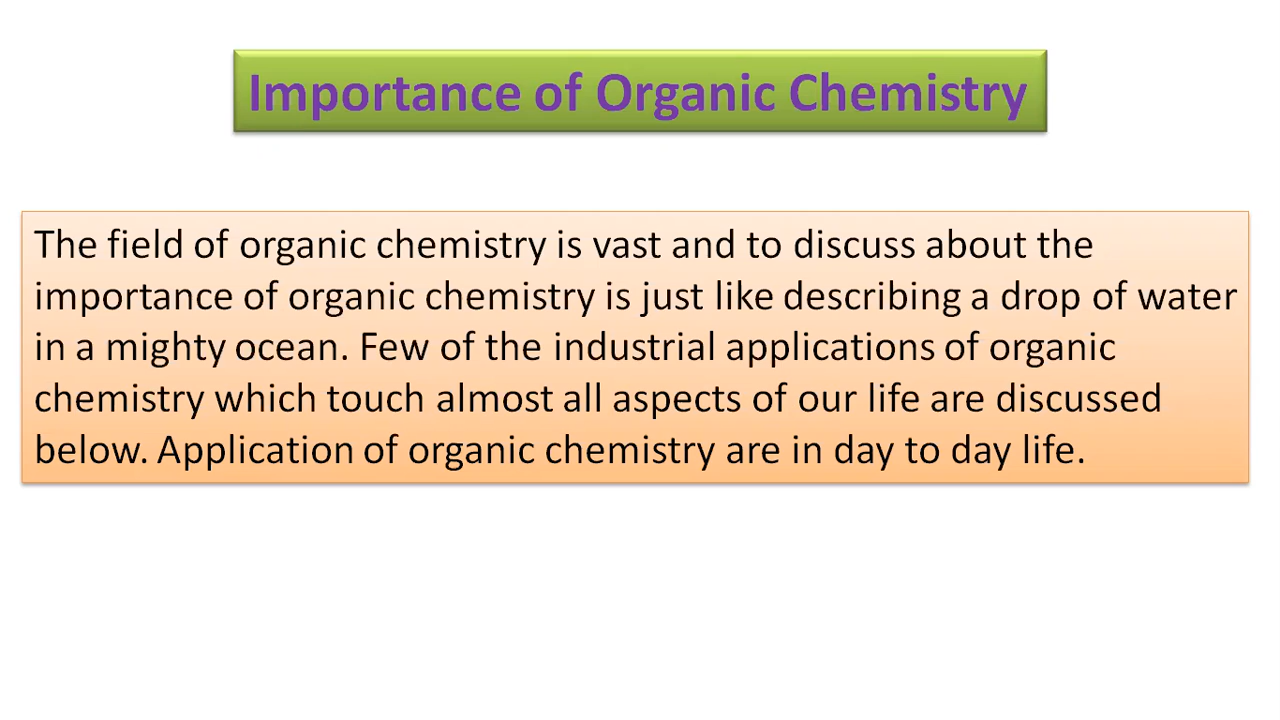 Importance of Organic Chemistry
The field of organic chemistry is vast and to discuss about the
importance of organic chemistry is just like describing a drop of water
in a mighty ocean. Few of the industrial applications of organic
chemistry which touch almost all aspects of our life are discussed
below. Application of organic chemistry are in day to day life.